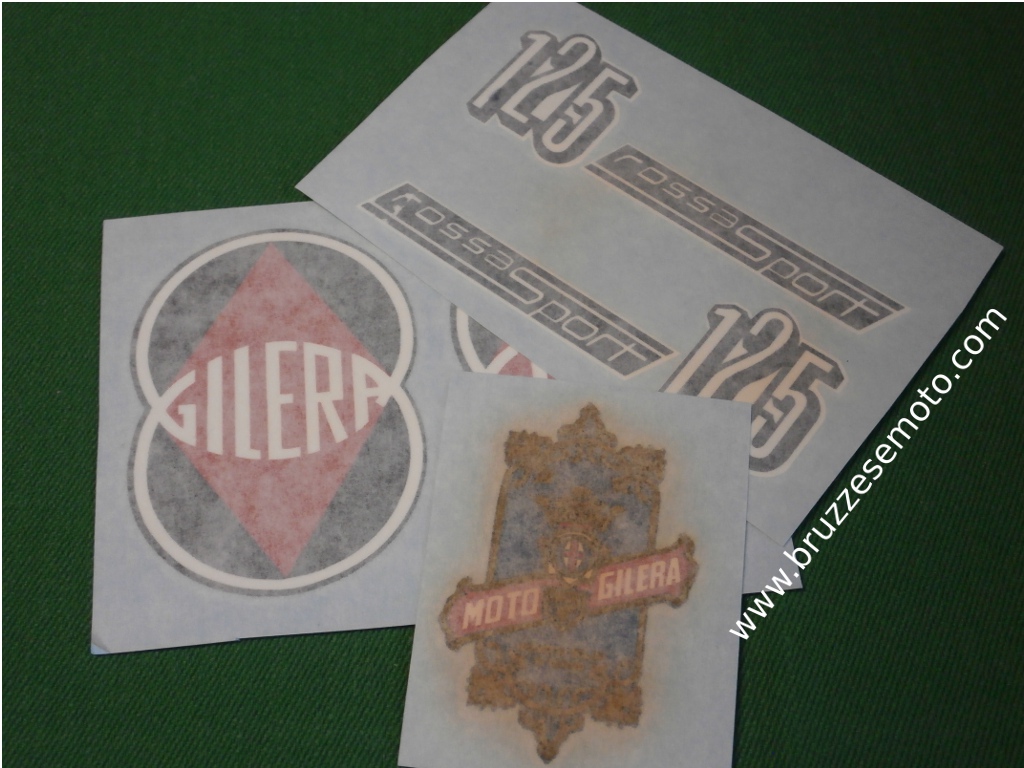 125
rossaSport
rossaSport
125
GILERA
MOTO GILERA
www.bruzzesemoto.com